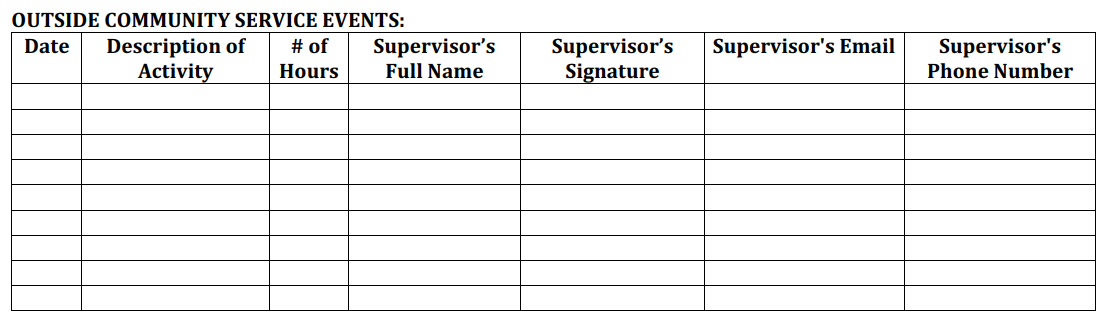 OUTSIDE COMMUNITY SERVICE EVENTS:
Date Description of Activity # of Hours Supervisor’s Full Name Supervisor’s Signature Supervisor's Email Supervisor's Phone Number